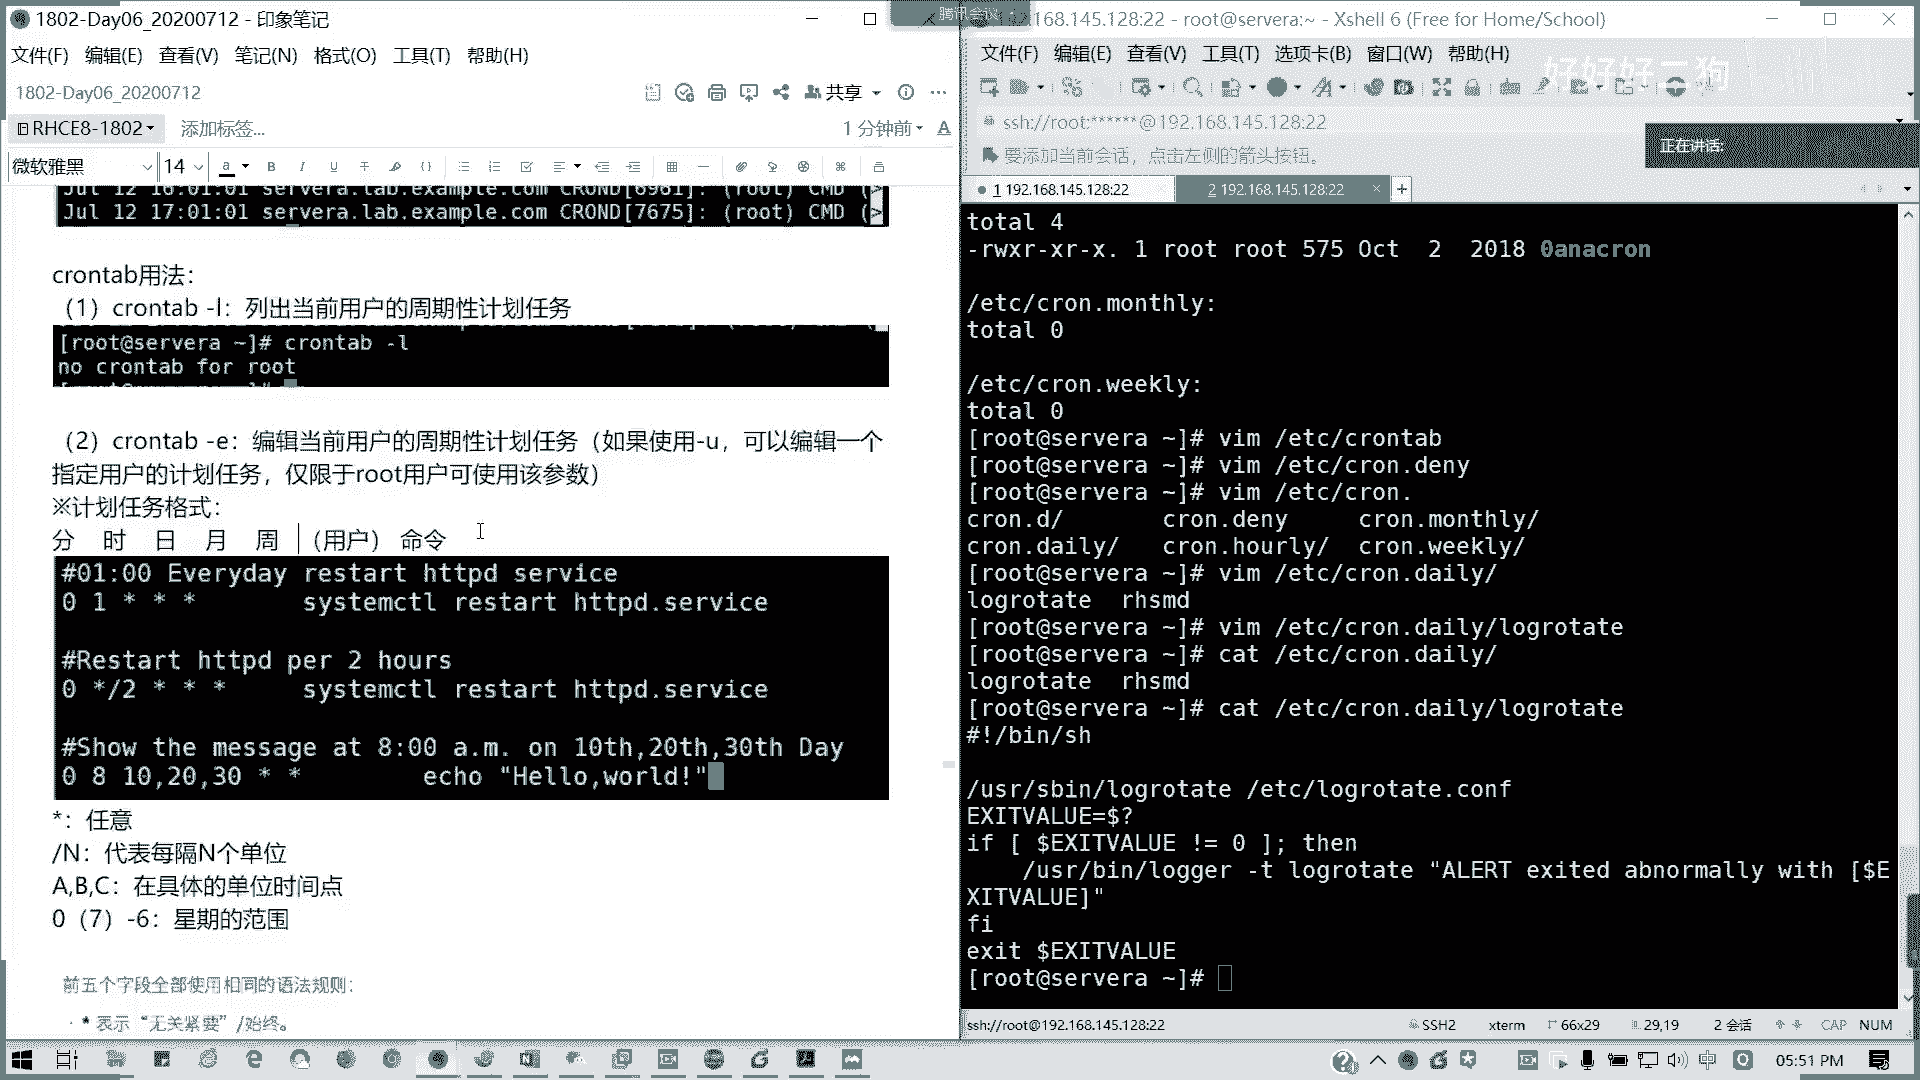 1802-Day06_20200712 - 印象笔记
文件(F) 编辑(E) 查看(V) 笔记(N) 格式(O) 工具(T) 帮助(H)
1802-Day06_20200712
共享
RHCE8-1802
添加标签...
1 分钟前
微软雅黑 14
Jul 12 16:01:01 servera.lab.example.com CROND[6961]: (root) CMD (>
Jul 12 17:01:01 servera.lab.example.com CROND[7675]: (root) CMD (>
crontab用法：
（1）crontab -l：列出当前用户的周期性计划任务
[root@servera ~]# crontab -l
no crontab for root
（2）crontab -e：编辑当前用户的周期性计划任务（如果使用-u，可以编辑一个
指定用户的计划任务，仅限于root用户可使用该参数）
※计划任务格式：
分 时 日 月 周 （用户） 命令
#01:00 Everyday restart httpd service
0 1 * * * systemctl restart httpd.service
#Restart httpd per 2 hours
0 */2 * * * systemctl restart httpd.service
#Show the message at 8:00 a.m. on 10th,20th,30th Day
0 8 10,20,30 * * echo "Hello,world!"
*：任意
/N：代表每隔N个单位
A,B,C：在具体的单位时间点
0（7）-6：星期的范围
前五个字段全部使用相同的语法规则：
· * 表示“无关紧要”/始终。
腾讯会议
192.168.145.128:22 - root@servera:~ - Xshell 6 (Free for Home/School)
文件(F) 编辑(E) 查看(V) 工具(T) 选项卡(B) 窗口(W) 帮助(H)
好好好二狗
ssh://root:******@192.168.145.128:22
要添加当前会话，点击左侧的箭头按钮。
正在讲话:
1 192.168.145.128:22
2 192.168.145.128:22
total 4
-rwxr-xr-x. 1 root root 575 Oct  2  2018 0anacron
/etc/cron.monthly:
total 0
/etc/cron.weekly:
total 0
[root@servera ~]# vim /etc/crontab
[root@servera ~]# vim /etc/cron.deny
[root@servera ~]# vim /etc/cron.
cron.d/ cron.deny cron.monthly/
cron.daily/ cron.hourly/ cron.weekly/
[root@servera ~]# vim /etc/cron.daily/
logrotate rhsmd
[root@servera ~]# vim /etc/cron.daily/logrotate
[root@servera ~]# cat /etc/cron.daily/
logrotate rhsmd
[root@servera ~]# cat /etc/cron.daily/logrotate
#!/bin/sh
/usr/sbin/logrotate /etc/logrotate.conf
EXITVALUE=$?
if [ $EXITVALUE != 0 ]; then
/usr/bin/logger -t logrotate "ALERT exited abnormally with [$E
XITVALUE]"
fi
exit $EXITVALUE
[root@servera ~]#
ssh://root@192.168.145.128:22 SSH2 xterm 66x29 29,19 2 会话 CAP NUM
中 05:51 PM